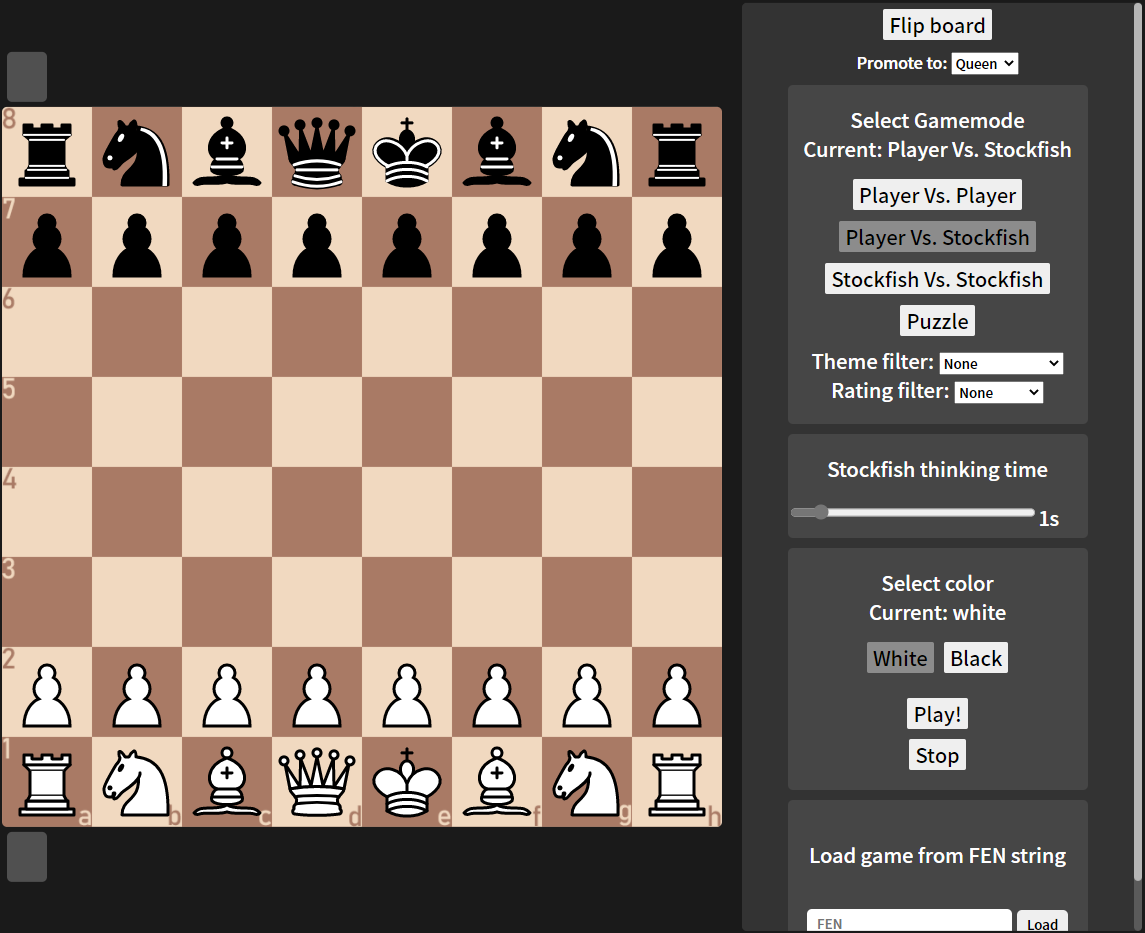 Flip board
Promote to: Queen
8
7
6
5
4
3
2
1
a b c d e f g h
Select Gamemode
Current: Player Vs. Stockfish
Player Vs. Player
Player Vs. Stockfish
Stockfish Vs. Stockfish
Puzzle
Theme filter: None
Rating filter: None
Stockfish thinking time
1s
Select color
Current: white
White Black
Play!
Stop
Load game from FEN string
FEN Load